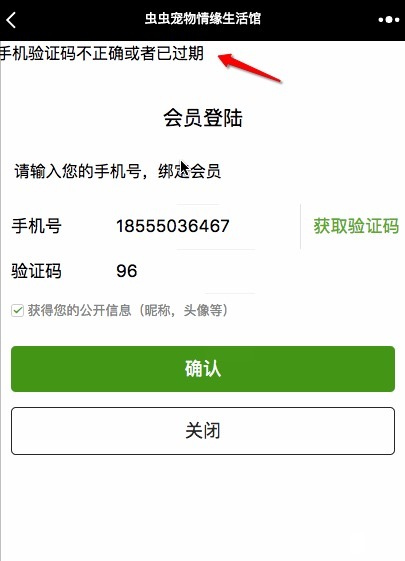 虫虫宠物情缘生活馆
手机验证码不正确或者已过期
会员登陆
请输入您的手机号，绑定会员
手机号 18555036467 获取验证码
验证码 96
获得您的公开信息（昵称，头像等）
确认
关闭